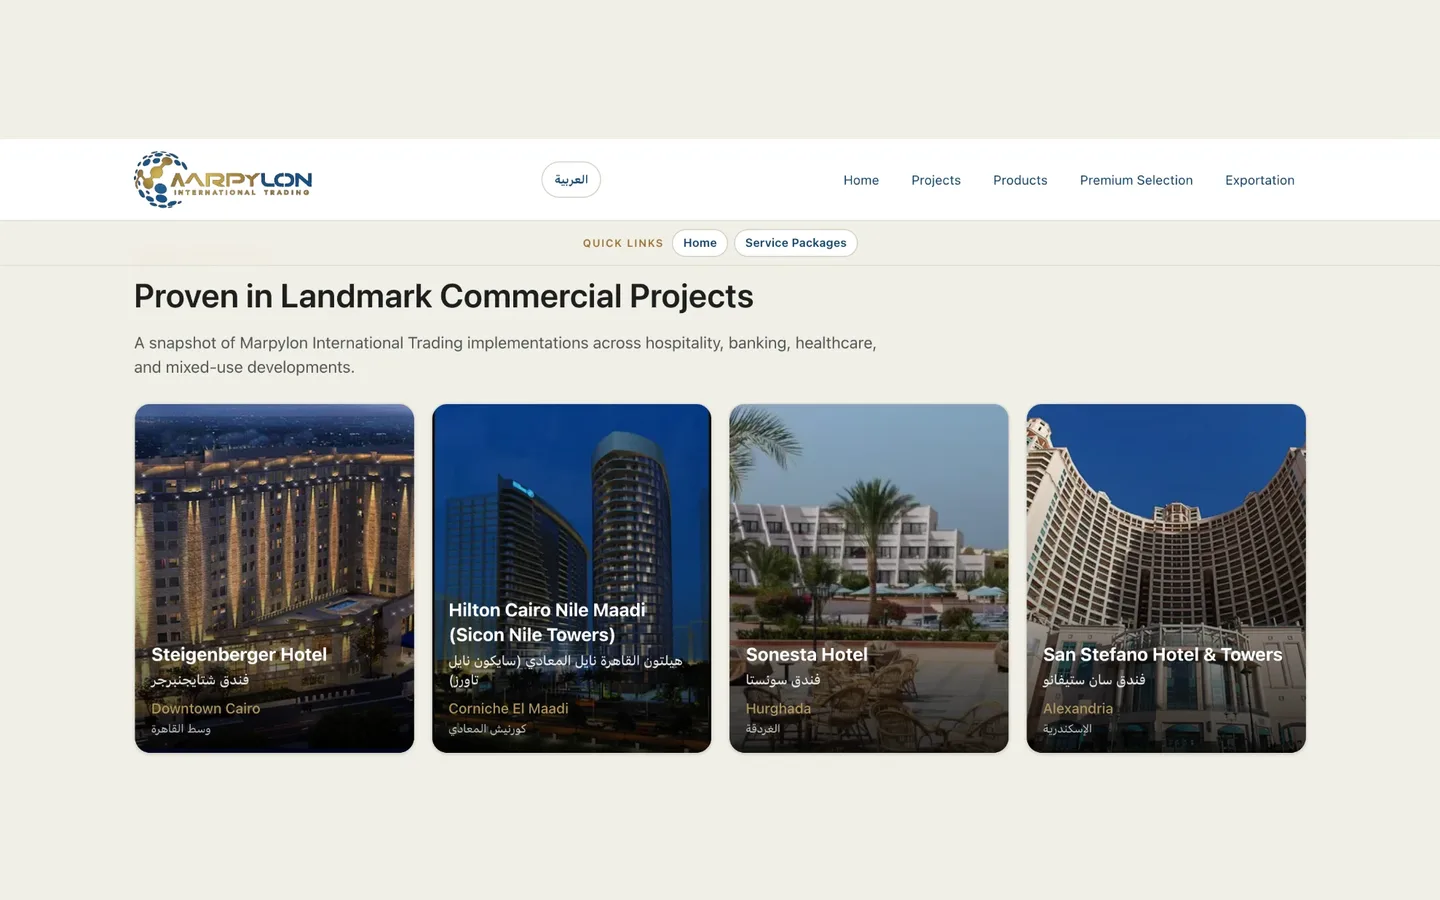 MARPYLON
INTERNATIONAL TRADING
العربية
Home
Projects
Products
Premium Selection
Exportation
QUICK LINKS
Home
Service Packages
Proven in Landmark Commercial Projects
A snapshot of Marpylon International Trading implementations across hospitality, banking, healthcare,
and mixed-use developments.
Steigenberger Hotel
فندق شتايجنبرجر
Downtown Cairo
وسط القاهرة
Hilton Cairo Nile Maadi
(Sicon Nile Towers)
هيلتون القاهرة نايل المعادي (سايكون نايل
تاورز)
Corniche El Maadi
كورنيش المعادي
Sonesta Hotel
فندق سونستا
Hurghada
الغردقة
San Stefano Hotel & Towers
فندق سان ستيفانو
Alexandria
الإسكندرية